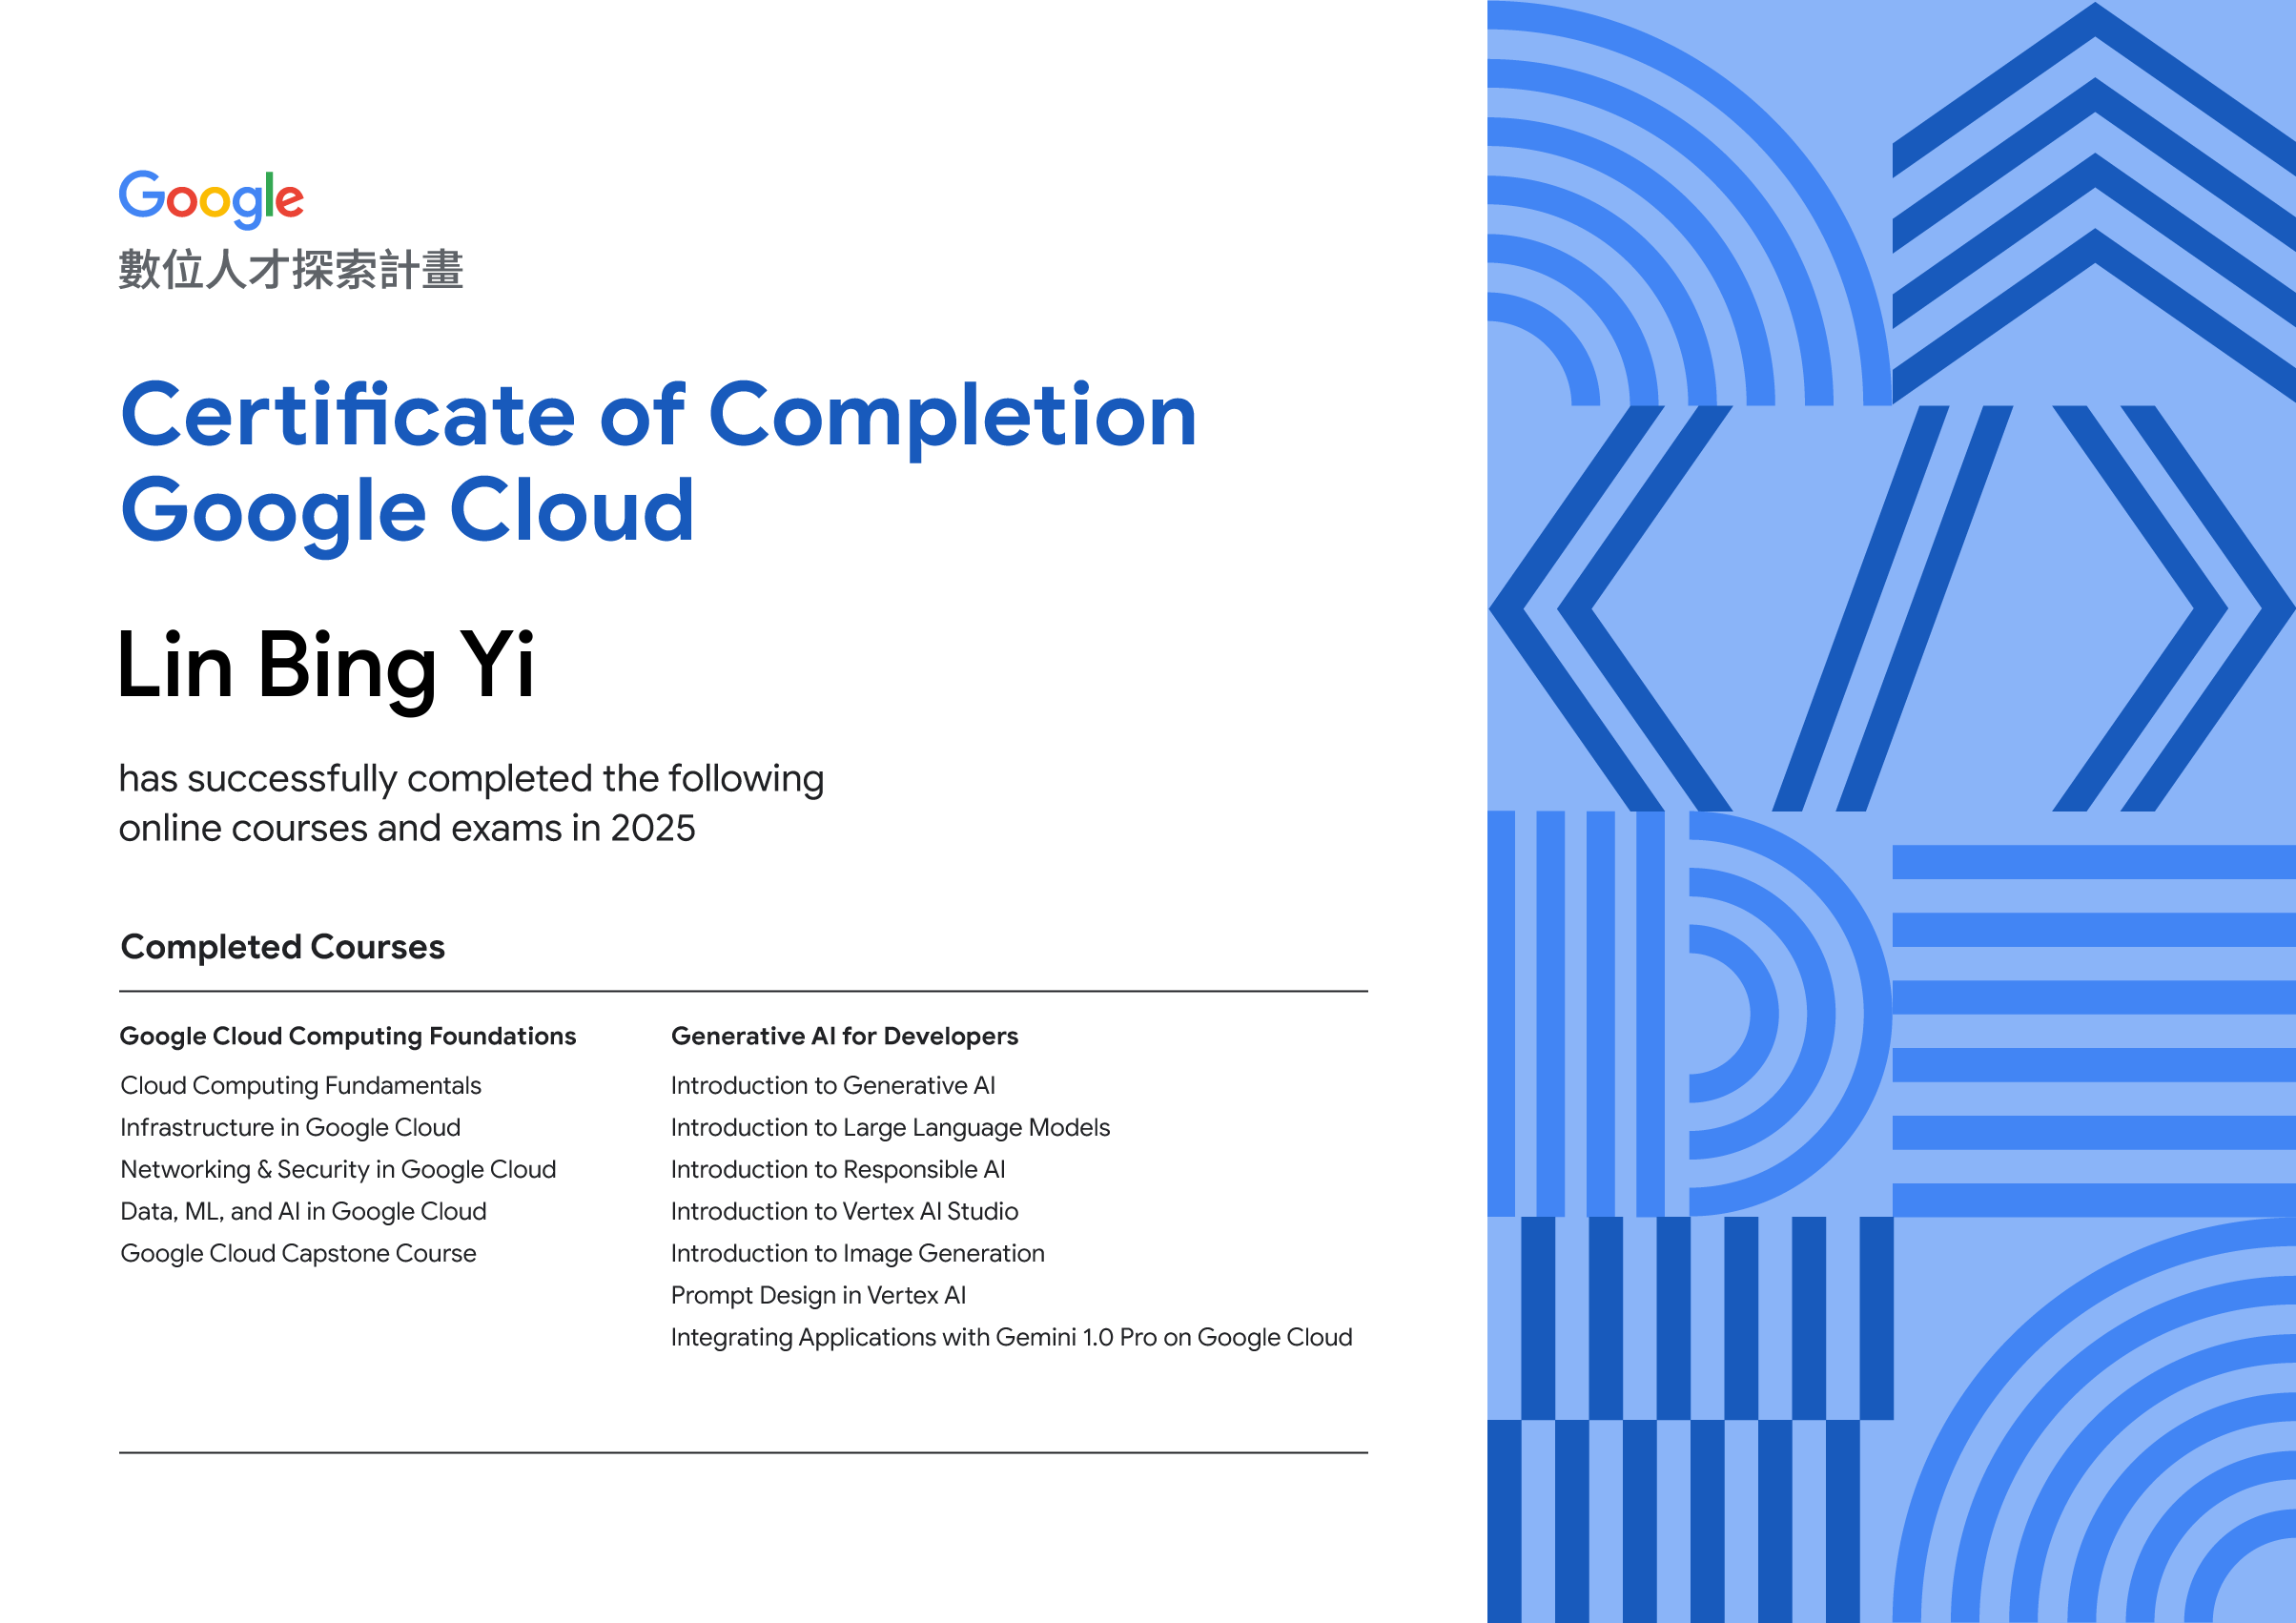 Google
數位人才探索計畫
Certificate of Completion
Google Cloud
Lin Bing Yi
has successfully completed the following
online courses and exams in 2025
Completed Courses
Google Cloud Computing Foundations
Cloud Computing Fundamentals
Infrastructure in Google Cloud
Networking & Security in Google Cloud
Data, ML, and AI in Google Cloud
Google Cloud Capstone Course
Generative AI for Developers
Introduction to Generative AI
Introduction to Large Language Models
Introduction to Responsible AI
Introduction to Vertex AI Studio
Introduction to Image Generation
Prompt Design in Vertex AI
Integrating Applications with Gemini 1.0 Pro on Google Cloud